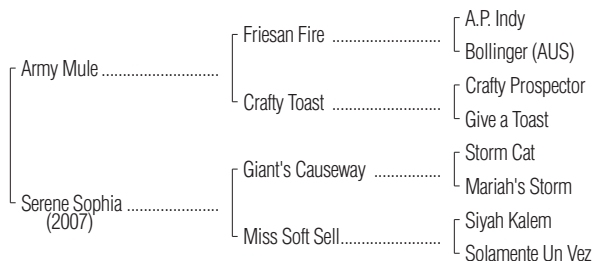 A.P. Indy
Friesan Fire ........................
Bollinger (AUS)
Army Mule ..........................
Crafty Prospector
Crafty Toast ........................
Give a Toast
Storm Cat
Giant's Causeway ...............
Mariah's Storm
Serene Sophia .....................
(2007)
Siyah Kalem
Miss Soft Sell......................
Solamente Un Vez